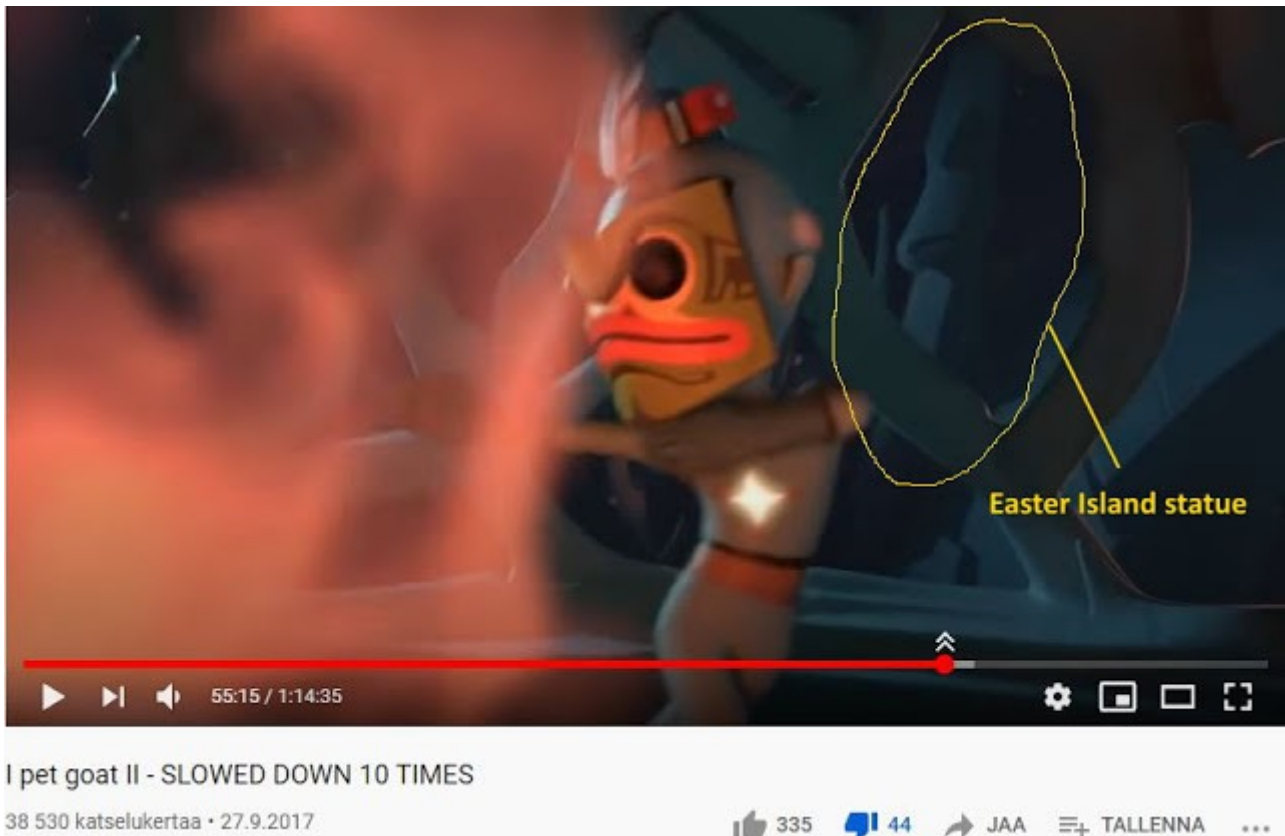 Easter Island statue
55:15 / 1:14:35
I pet goat II - SLOWED DOWN 10 TIMES
38 530 katselukertaa • 27.9.2017
335 44 JAA TALLENNA ...